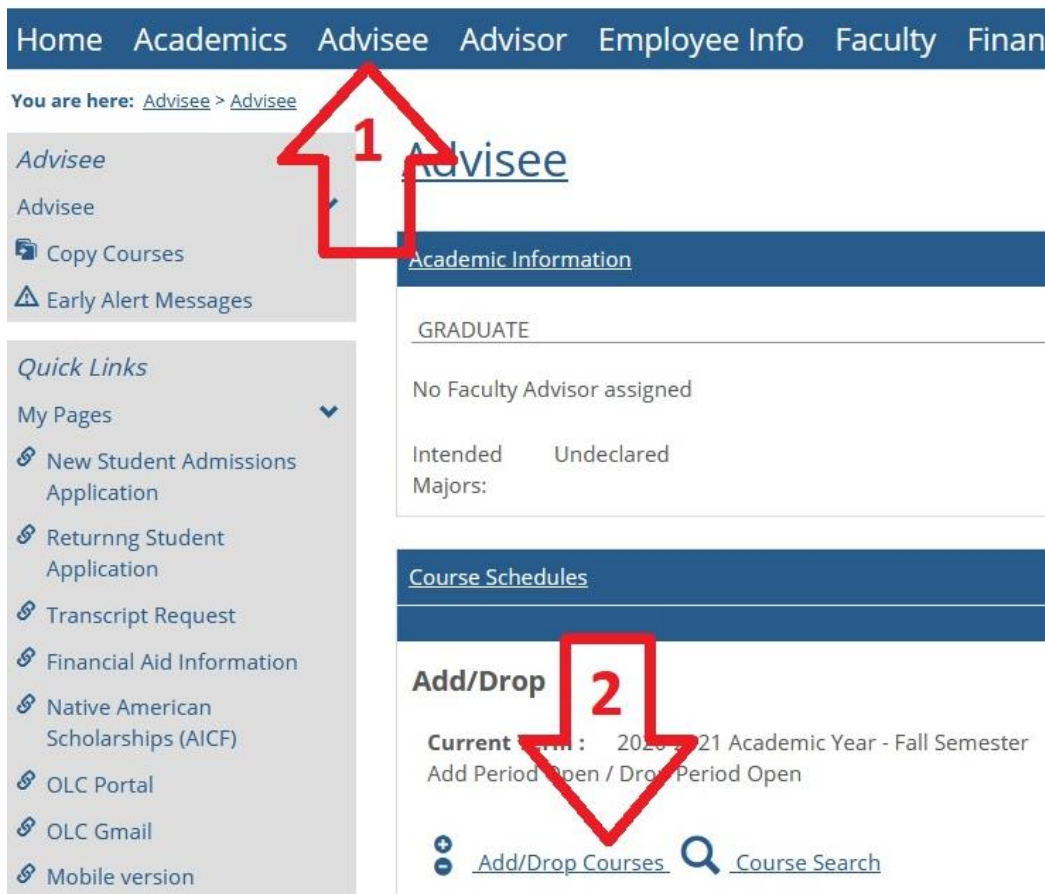 Home Academics Advisee Advisor Employee Info Faculty Finan
You are here: Advisee > Advisee
1
Advisee
Advisee
Copy Courses
Early Alert Messages
Quick Links
My Pages
New Student Admissions
Application
Returnng Student
Application
Transcript Request
Financial Aid Information
Native American
Scholarships (AICF)
OLC Portal
OLC Gmail
Mobile version
Advisee
Academic Information
GRADUATE
No Faculty Advisor assigned
Intended Undeclared
Majors:
Course Schedules
2
Add/Drop
Current Term : 2020-2021 Academic Year - Fall Semester
Add Period Open / Drop Period Open
Add/Drop Courses Course Search